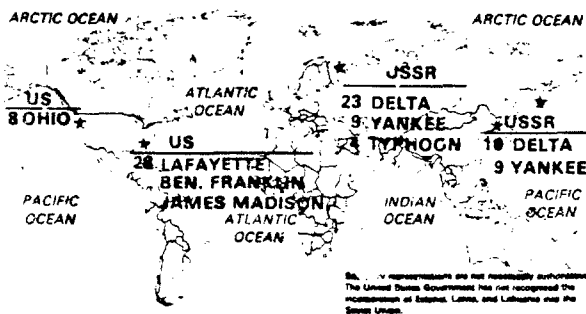 ARCTIC OCEAN
ARCTIC OCEAN
US
8 OHIO
ATLANTIC
OCEAN
USSR
23 DELTA
9 YANKEE
TYPHOON
USSR
DELTA
9 YANKEE
US
LAFAYETTE
BEN. FRANKLIN
JAMES MADISON
PACIFIC
OCEAN
ATLANTIC
OCEAN
INDIAN
OCEAN
PACIFIC
OCEAN
representations are not necessarily authoritative
The United States Government has not recognized the
incorporation of Estonia, Latvia, and Lithuania into the
Soviet Union.